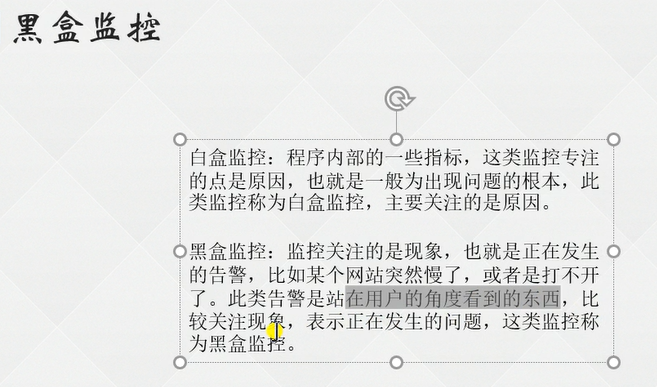 黑盒监控
白盒监控：程序内部的一些指标，这类监控专注
的点是原因，也就是一般为出现问题的根本，此
类监控称为白盒监控，主要关注的是原因。
黑盒监控：监控关注的是现象，也就是正在发生
的告警，比如某个网站突然慢了，或者是打不开
了。此类告警是站在用户的角度看到的东西，比
较关注现象，表示正在发生的问题，这类监控称
为黑盒监控。